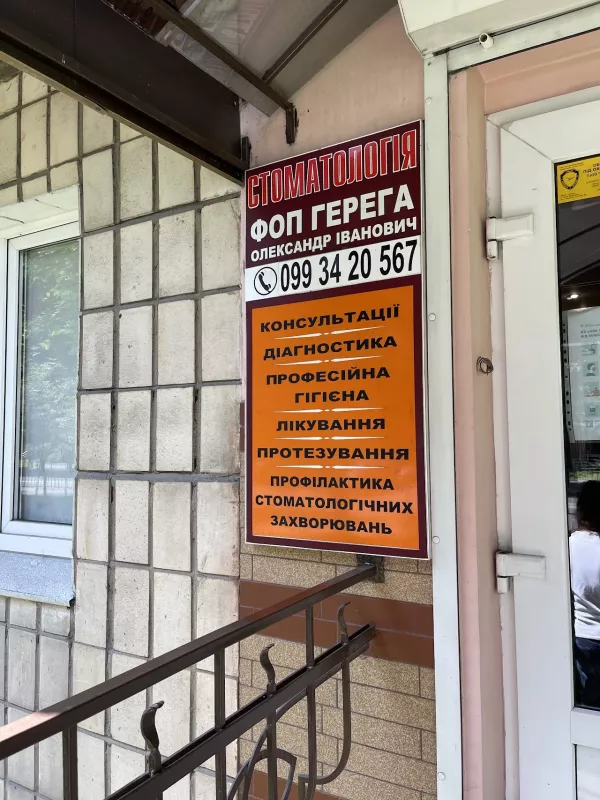 СТОМАТОЛОГІЯ
ФОП ГЕРЕГА
ОЛЕКСАНДР ІВАНОВИЧ
099 34 20 567
КОНСУЛЬТАЦІЇ
ДІАГНОСТИКА
ПРОФЕСІЙНА
ГІГІЄНА
ЛІКУВАННЯ
ПРОТЕЗУВАННЯ
ПРОФІЛАКТИКА
СТОМАТОЛОГІЧНИХ
ЗАХВОРЮВАНЬ